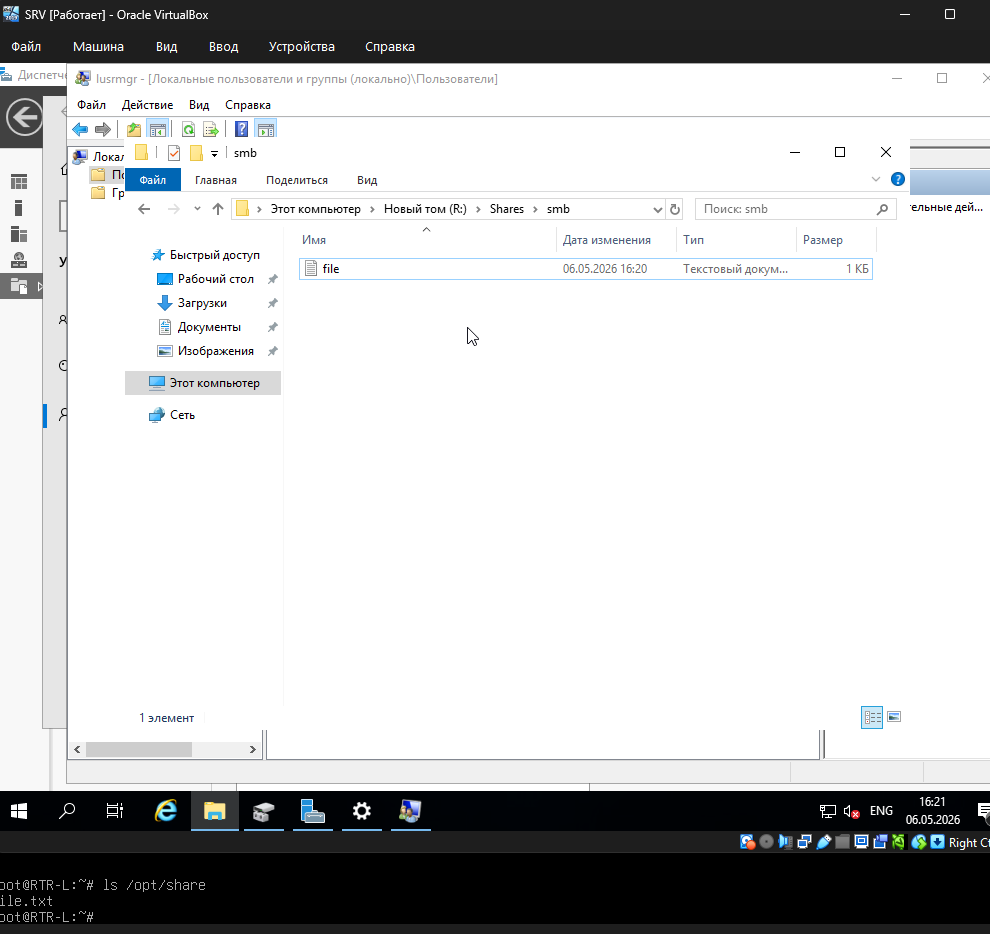 SRV [Работает] - Oracle VirtualBox
Файл Машина Вид Ввод Устройства Справка
Диспетч
lusrmgr - [Локальные пользователи и группы (локально)\Пользователи]
Файл Действие Вид Справка
Локал
По
Гр
smb
Файл Главная Поделиться Вид
Этот компьютер > Новый том (R:) > Shares > smb
Поиск: smb
тельные дей...
Имя Дата изменения Тип Размер
file 06.05.2026 16:20 Текстовый докум... 1 КБ
Быстрый доступ
Рабочий стол
Загрузки
Документы
Изображения
Этот компьютер
Сеть
1 элемент
ENG
16:21
06.05.2026
Right Ct
oot@RTR-L:~# ls /opt/share
ile.txt
oot@RTR-L:~#